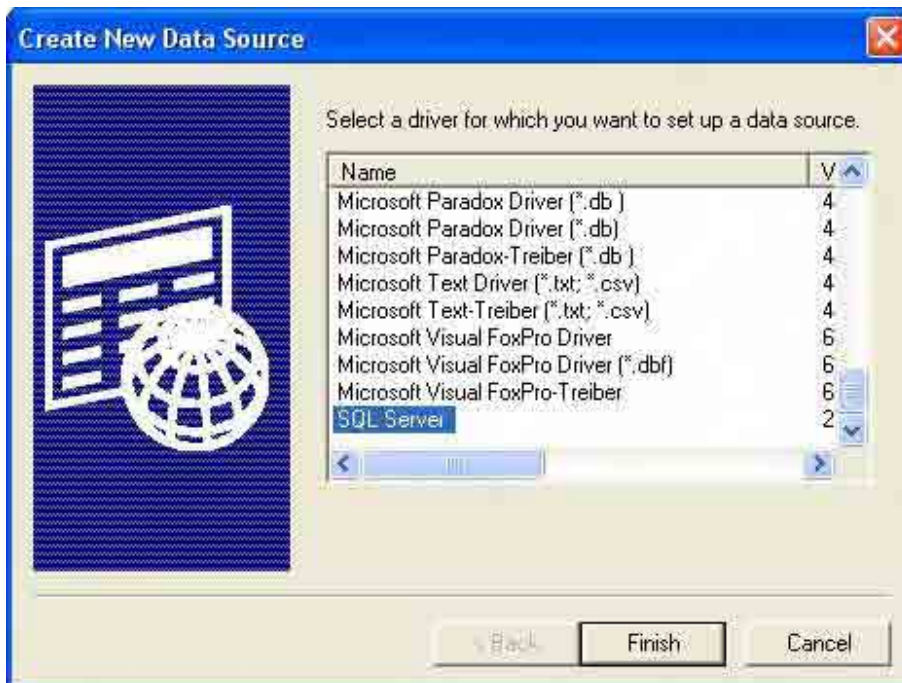 Create New Data Source
Select a driver for which you want to set up a data source.
Name V
Microsoft Paradox Driver (*.db ) 4
Microsoft Paradox Driver (*.db) 4
Microsoft Paradox-Treiber (*.db ) 4
Microsoft Text Driver (*.txt; *.csv) 4
Microsoft Text-Treiber (*.txt; *.csv) 4
Microsoft Visual FoxPro Driver 6
Microsoft Visual FoxPro Driver (*.dbf) 6
Microsoft Visual FoxPro-Treiber 6
SQL Server 2
< Back Finish Cancel